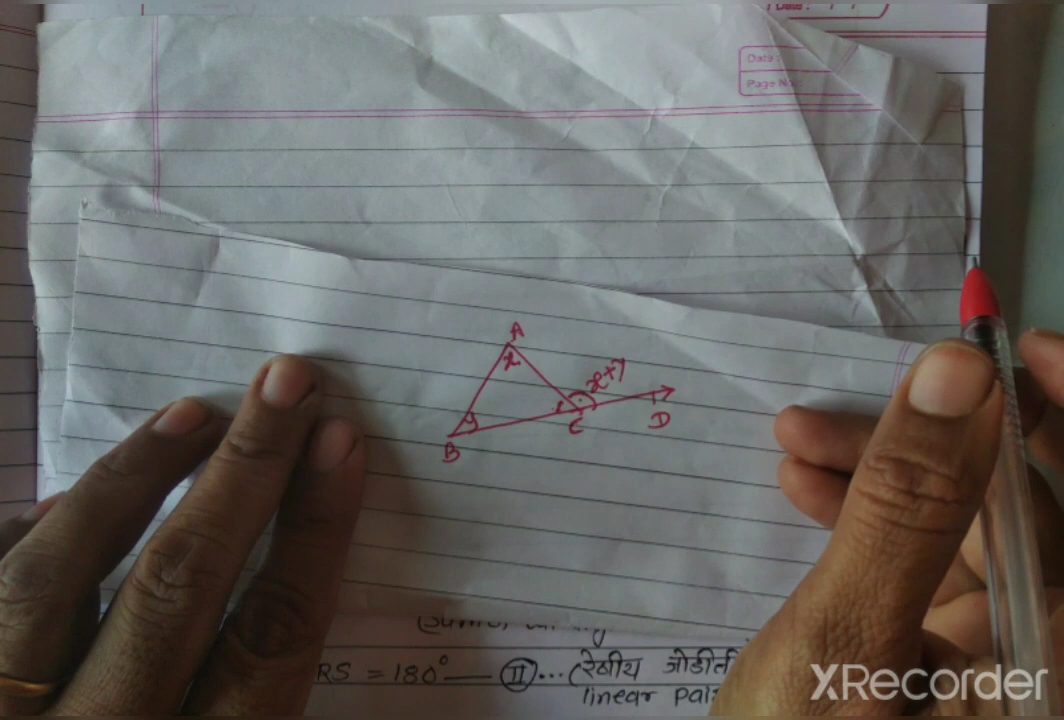 Date :
Page No :
A
x
x+y
y
C
D
B
RS = 180° — II ... (रेषीय जोडीती
linear pair
XRecorder